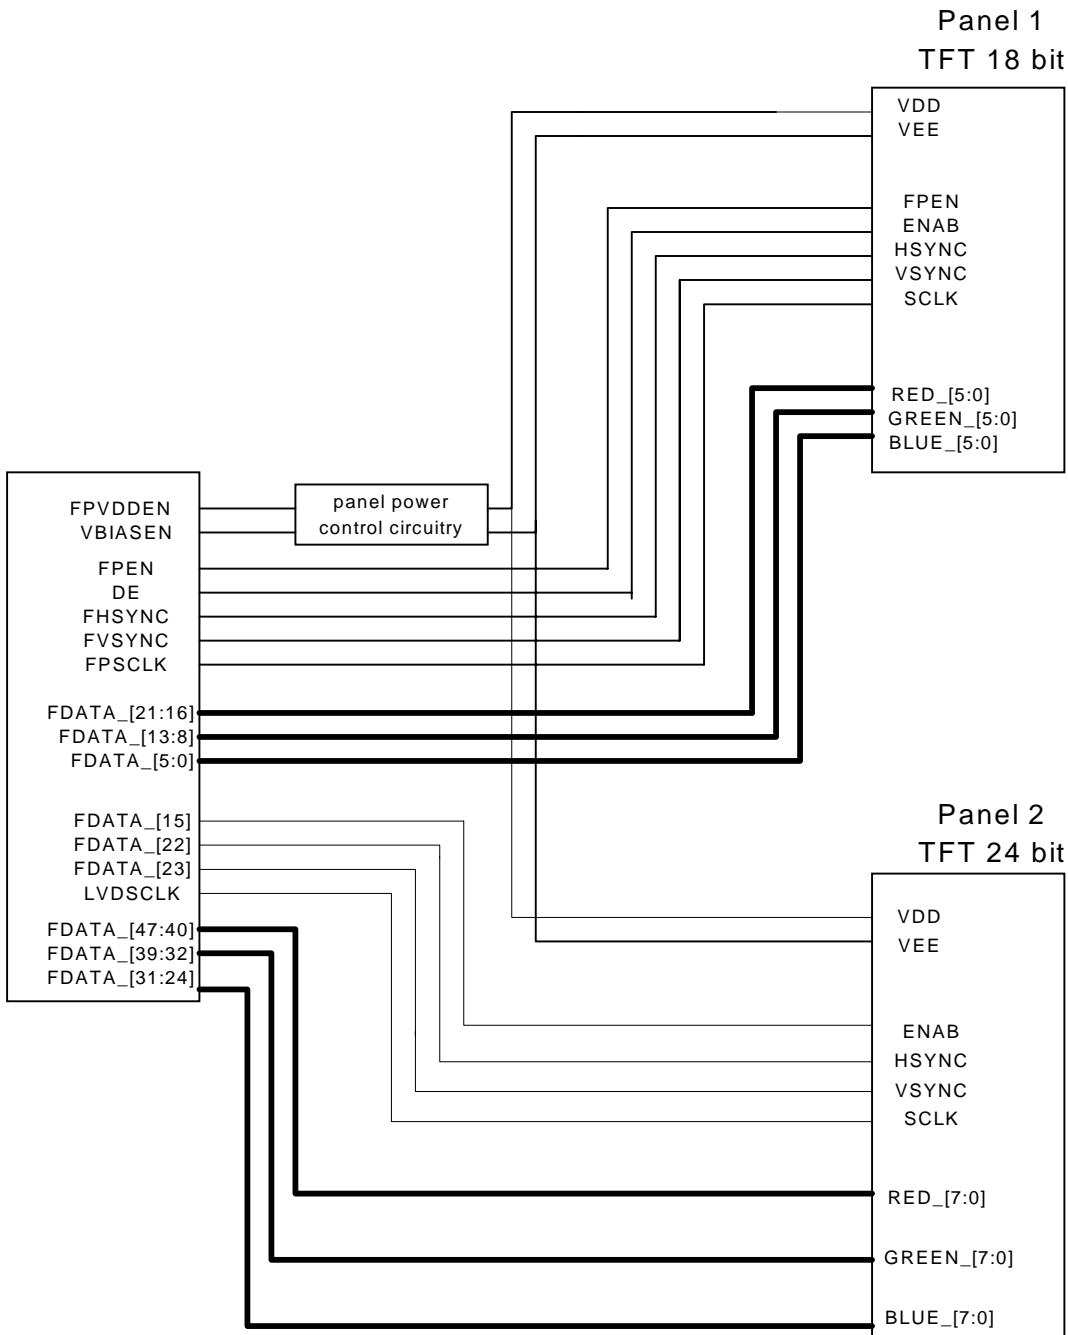 Panel 1
TFT 18 bit
VDD
VEE
FPEN
ENAB
HSYNC
VSYNC
SCLK
RED_[5:0]
GREEN_[5:0]
BLUE_[5:0]
FPVDDEN
VBIASEN
panel power
control circuitry
FPEN
DE
FHSYNC
FVSYNC
FPSCLK
FDATA_[21:16]
FDATA_[13:8]
FDATA_[5:0]
FDATA_[15]
FDATA_[22]
FDATA_[23]
LVDSCLK
FDATA_[47:40]
FDATA_[39:32]
FDATA_[31:24]
Panel 2
TFT 24 bit
VDD
VEE
ENAB
HSYNC
VSYNC
SCLK
RED_[7:0]
GREEN_[7:0]
BLUE_[7:0]